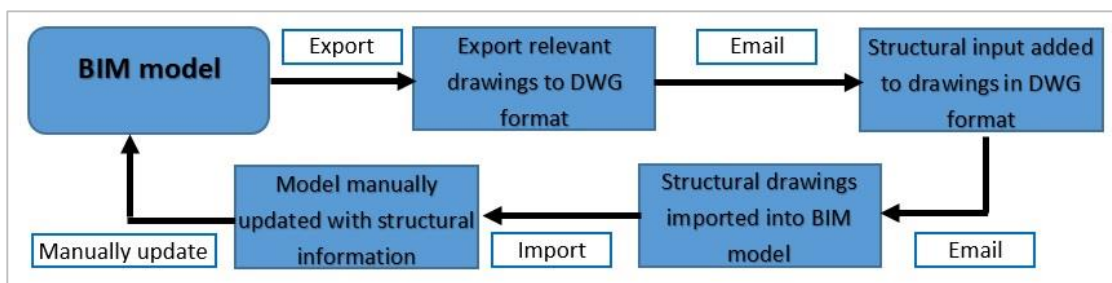 BIM model
Export
Export relevant
drawings to DWG
format
Email
Structural input added
to drawings in DWG
format
Email
Structural drawings
imported into BIM
model
Import
Model manually
updated with structural
information
Manually update